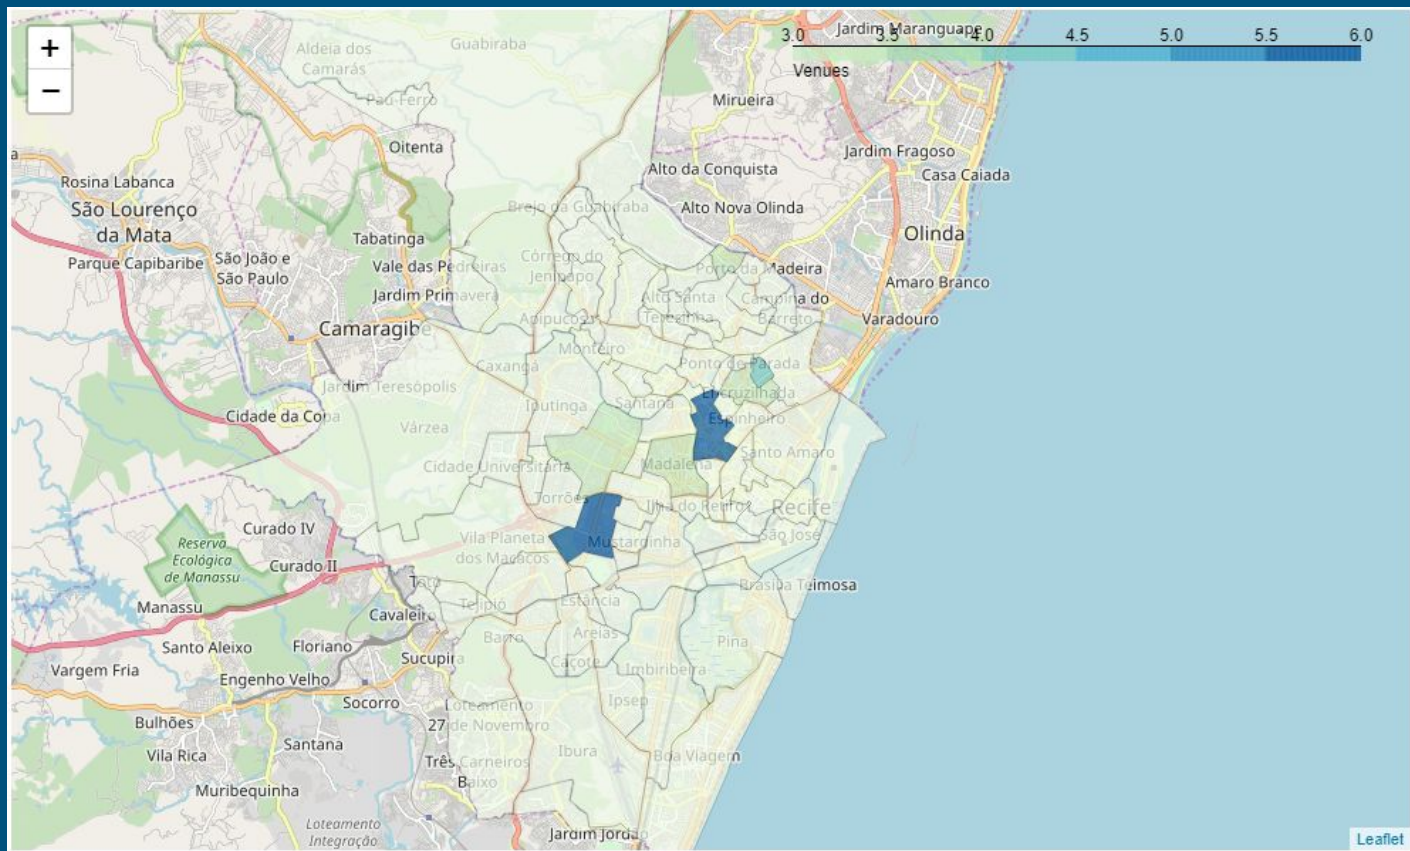 +
−
3.0 3.5 4.0 4.5 5.0 5.5 6.0
Venues
Jardim Maranguape
Aldeia dos
Camarás
Guabiraba
Pau-Ferro
Mirueira
Oitenta
Jardim Fragoso
Alto da Conquista
Casa Caiada
Rosina Labanca
São Lourenço
da Mata
Brejo da Guabiraba
Alto Nova Olinda
Olinda
Tabatinga
Parque Capibaribe
São João e
São Paulo
Vale das Pedreiras
Córrego do
Jenipapo
Porto da Madeira
Amaro Branco
Jardim Primavera
Alto Santa
Terezinha
Campina do
Barreto
Apipucos
Varadouro
Camaragibe
Monteiro
Caxangá
Ponto de Parada
Jardim Teresópolis
Encruzilhada
Iputinga
Santana
Espinheiro
Cidade da Copa
Várzea
Cidade Universitária
Madalena
Santo Amaro
Torrões
Ilha do Retiro
Recife
Curado IV
Vila Planeta
dos Macacos
Mustardinha
São José
Reserva
Ecológica
de Manassu
Curado II
Totó
Brasília Teimosa
Manassu
Cavaleiro
Tejipió
Estância
Santo Aleixo
Floriano
Barro
Areias
Pina
Sucupira
Caçote
Imbiribeira
Vargem Fria
Engenho Velho
Socorro
Loteamento
27 de Novembro
Ipsep
Bulhões
Santana
Vila Rica
Três Carneiros
Baixo
Ibura
Boa Viagem
Muribequinha
Loteamento
Integração
Jardim Jordão
Leaflet